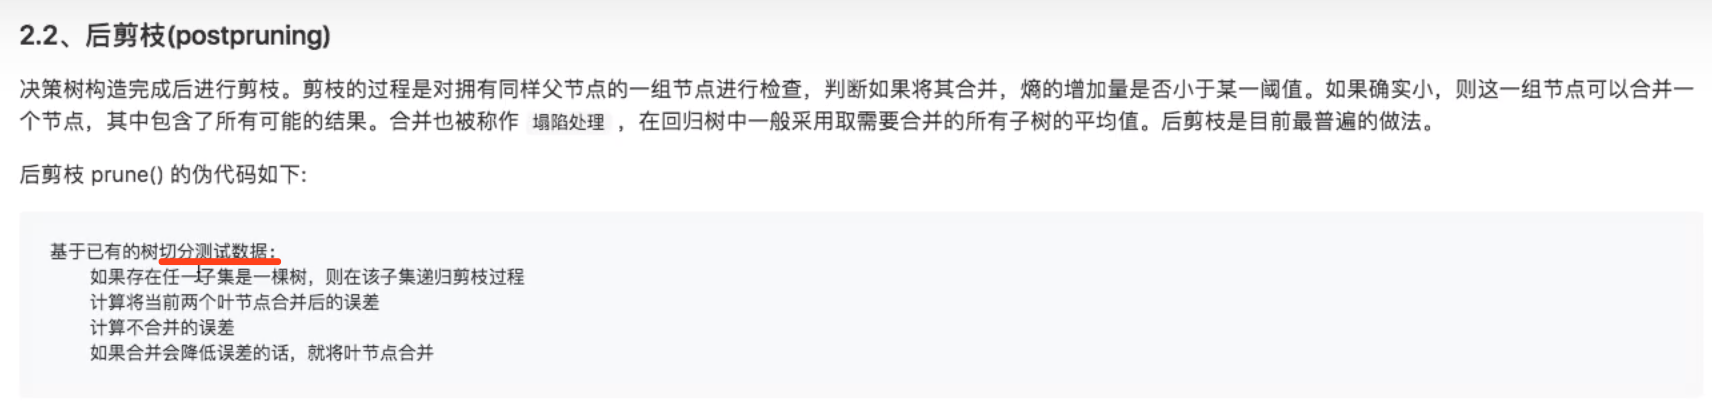 2.2、后剪枝(postpruning)
决策树构造完成后进行剪枝。剪枝的过程是对拥有同样父节点的一组节点进行检查，判断如果将其合并，熵的增加量是否小于某一阈值。如果确实小，则这一组节点可以合并一
个节点，其中包含了所有可能的结果。合并也被称作 塌陷处理 ，在回归树中一般采用取需要合并的所有子树的平均值。后剪枝是目前最普遍的做法。
后剪枝 prune() 的伪代码如下:
基于已有的树切分测试数据:
如果存在任一子集是一棵树，则在该子集递归剪枝过程
计算将当前两个叶节点合并后的误差
计算不合并的误差
如果合并会降低误差的话，就将叶节点合并